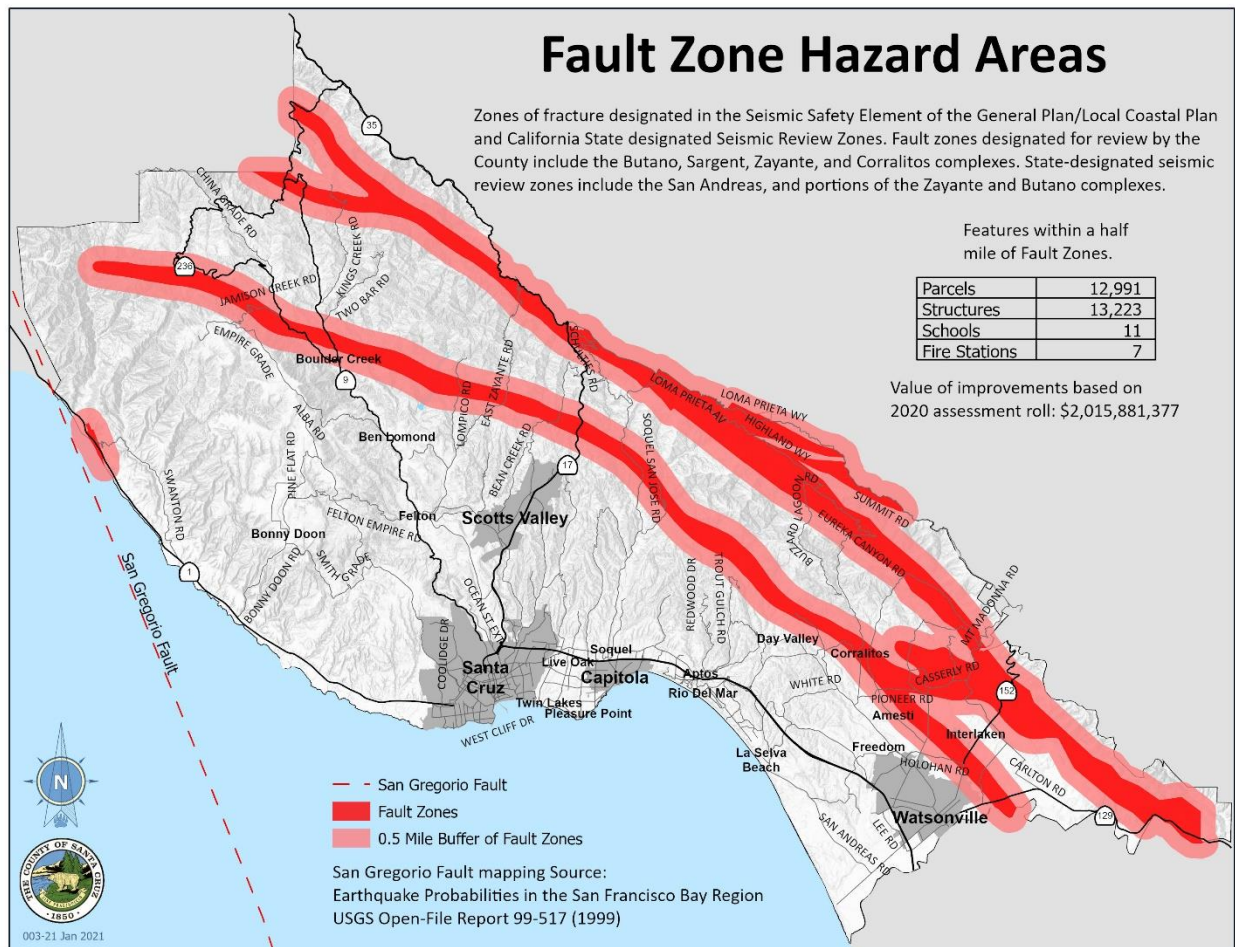 Fault Zone Hazard Areas
Zones of fracture designated in the Seismic Safety Element of the General Plan/Local Coastal Plan
and California State designated Seismic Review Zones. Fault zones designated for review by the
County include the Butano, Sargent, Zayante, and Corralitos complexes. State-designated seismic
review zones include the San Andreas, and portions of the Zayante and Butano complexes.
Features within a half
mile of Fault Zones.
Parcels 12,991
Structures 13,223
Schools 11
Fire Stations 7
Value of improvements based on
2020 assessment roll: $2,015,881,377
35
CHINA GRADE RD
KINGS CREEK RD
236
JAMISON CREEK RD
TWO BAR RD
EMPIRE GRADE
Boulder Creek
9
SCHULTIES RD
LOMA PRIETA AV
LOMA PRIETA WY
HIGHLAND WY
LOMPICO RD
EAST ZAYANTE RD
ALBA RD
Ben Lomond
BEAN CREEK RD
SOQUEL SAN JOSE RD
17
RD
SUMMIT RD
PINE FLAT RD
SWANTON RD
BUZZARD LAGOON
EUREKA CANYON RD
Felton
Scotts Valley
FELTON EMPIRE RD
Bonny Doon
SMITH GRADE
BONNY DOON RD
1
San Gregorio Fault
OCEAN ST EXT
REDWOOD DR
TROUT GULCH RD
MT MADONNA RD
COOLIDGE DR
Day Valley
Corralitos
Soquel
Live Oak
Santa
Cruz
Capitola
Aptos
Rio Del Mar
WHITE RD
CASSERLY RD
152
PIONEER RD
Amesti
Twin Lakes
Pleasure Point
WEST CLIFF DR
Interlaken
Freedom
La Selva
Beach
HOLOHAN RD
CARLTON RD
Watsonville
129
LEE RD
SAN ANDREAS RD
N
San Gregorio Fault
Fault Zones
0.5 Mile Buffer of Fault Zones
San Gregorio Fault mapping Source:
Earthquake Probabilities in the San Francisco Bay Region
USGS Open-File Report 99-517 (1999)
THE COUNTY OF SANTA CRUZ
1850
003-21 Jan 2021